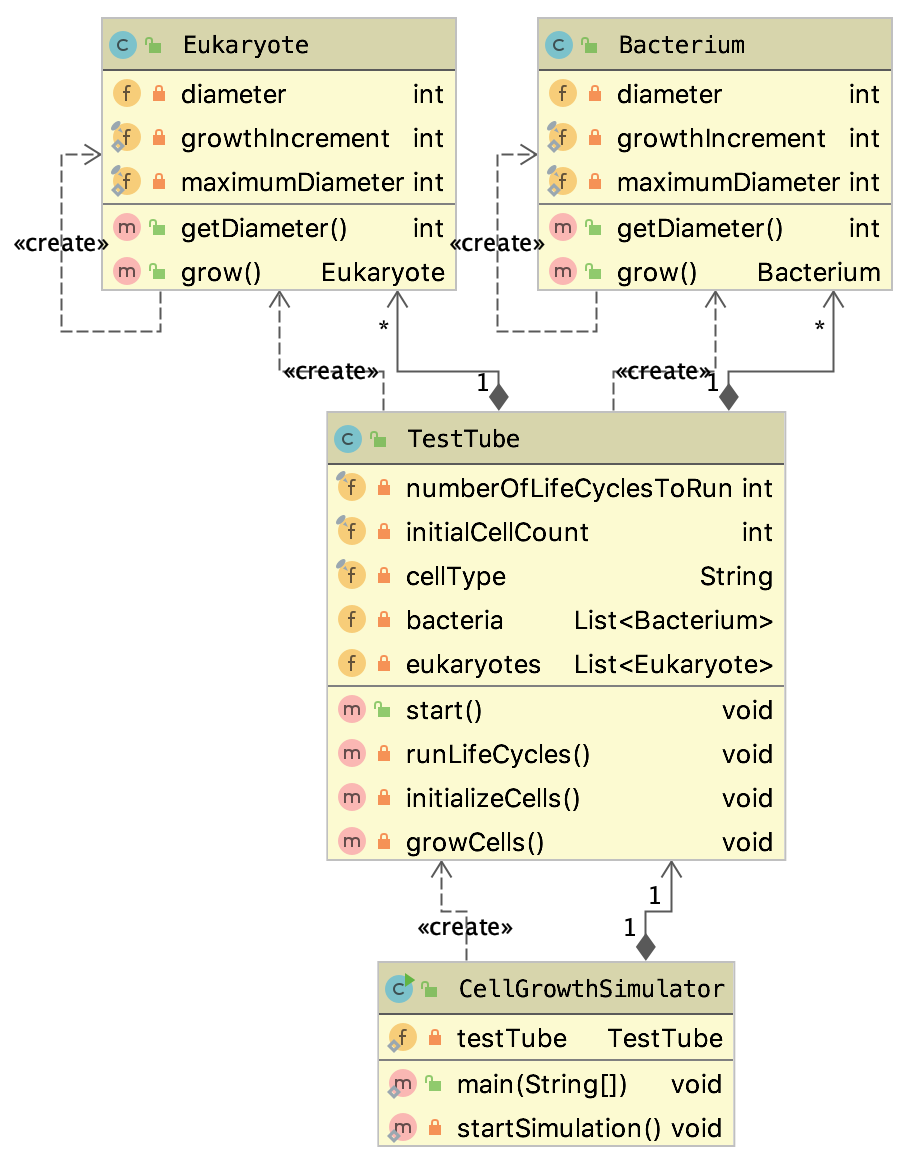 Eukaryote
diameter int
growthIncrement int
maximumDiameter int
getDiameter() int
grow() Eukaryote
«create»
Bacterium
diameter int
growthIncrement int
maximumDiameter int
getDiameter() int
grow() Bacterium
«create»
*
*
«create»
1
«create»
1
TestTube
numberOfLifeCyclesToRun int
initialCellCount int
cellType String
bacteria List<Bacterium>
eukaryotes List<Eukaryote>
start() void
runLifeCycles() void
initializeCells() void
growCells() void
1
«create»
1
CellGrowthSimulator
testTube TestTube
main(String[]) void
startSimulation() void